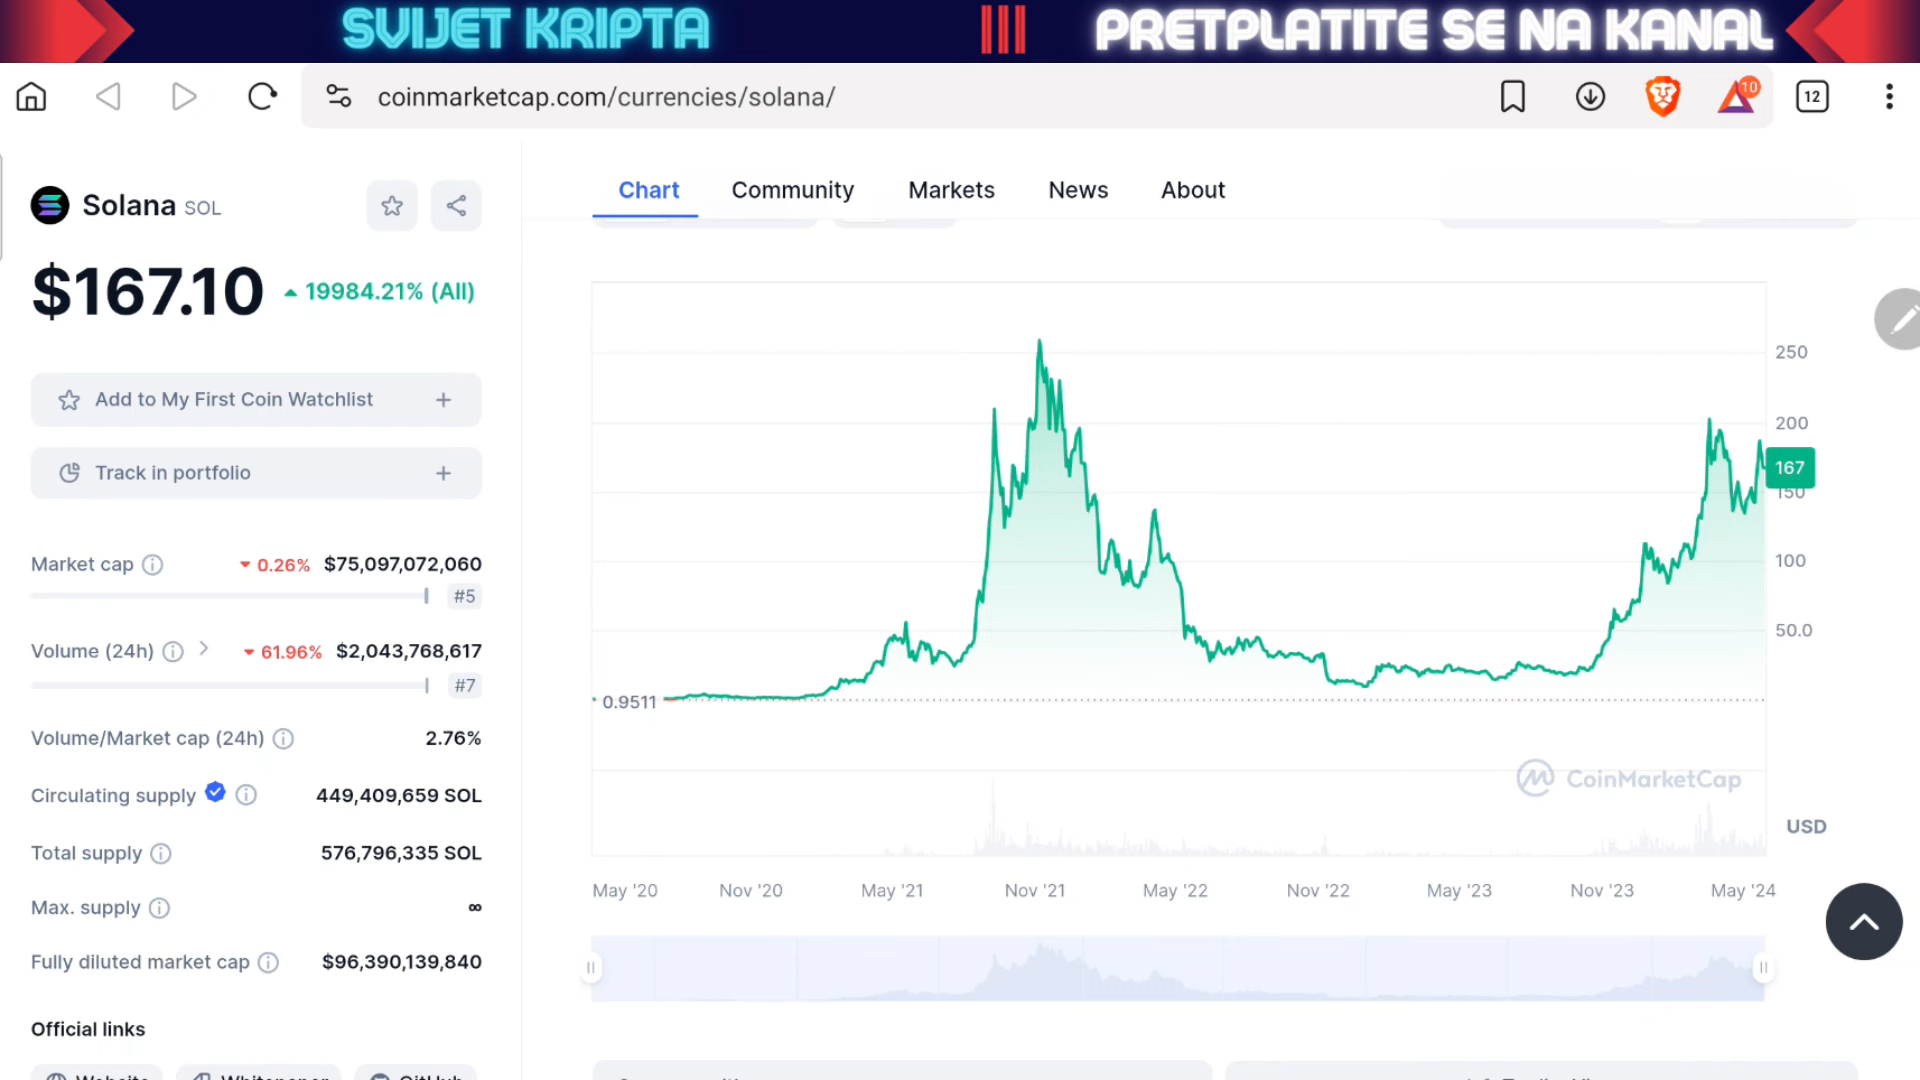 SVIJET KRIPTA
PRETPLATITE SE NA KANAL
coinmarketcap.com/currencies/solana/
10
12
Solana SOL
$167.10 19984.21% (All)
Add to My First Coin Watchlist
Track in portfolio
Market cap 0.26% $75,097,072,060
#5
Volume (24h) 61.96% $2,043,768,617
#7
Volume/Market cap (24h) 2.76%
Circulating supply 449,409,659 SOL
Total supply 576,796,335 SOL
Max. supply ∞
Fully diluted market cap $96,390,139,840
Official links
Website Whitepaper GitHub
Chart Community Markets News About
250
200
167
150
100
50.0
0.9511
CoinMarketCap
USD
May '20 Nov '20 May '21 Nov '21 May '22 Nov '22 May '23 Nov '23 May '24